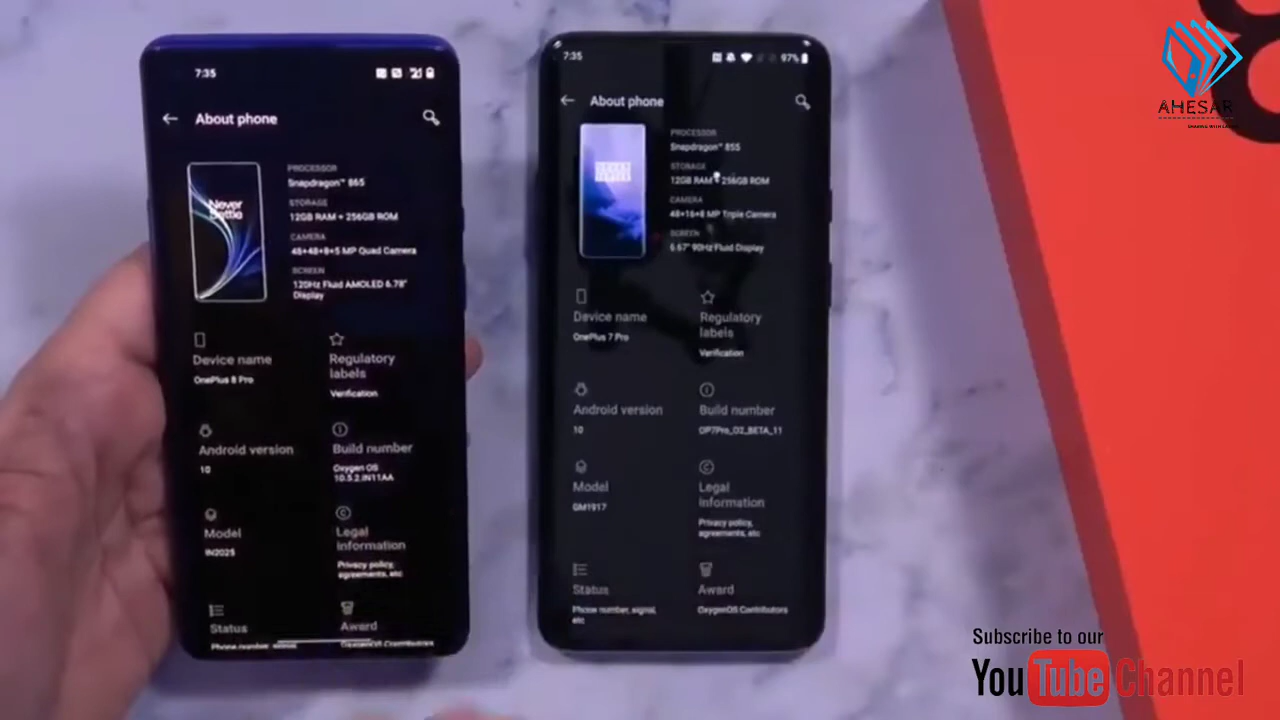 7:35
About phone
Never
Settle
PROCESSOR
Snapdragon™ 865
STORAGE
12GB RAM + 256GB ROM
CAMERA
48+48+8+5 MP Quad Camera
SCREEN
120Hz Fluid AMOLED 6.78"
Display
Device name
OnePlus 8 Pro
Regulatory
labels
Verification
Android version
10
Build number
Oxygen OS
10.5.2.IN11AA
Model
IN2025
Legal
information
Privacy policy,
agreements, etc
Status
Phone number, signal,
Award
OxygenOS Contributors
7:35
97%
About phone
PROCESSOR
Snapdragon™ 855
STORAGE
12GB RAM + 256GB ROM
CAMERA
48+16+8 MP Triple Camera
SCREEN
6.67" 90Hz Fluid Display
Device name
OnePlus 7 Pro
Regulatory
labels
Verification
Android version
10
Build number
OP7Pro_O2_BETA_11
Model
GM1917
Legal
information
Privacy policy,
agreements, etc
Status
Phone number, signal,
etc
Award
OxygenOS Contributors
8
AHESAR
Subscribe to our
YouTube Channel